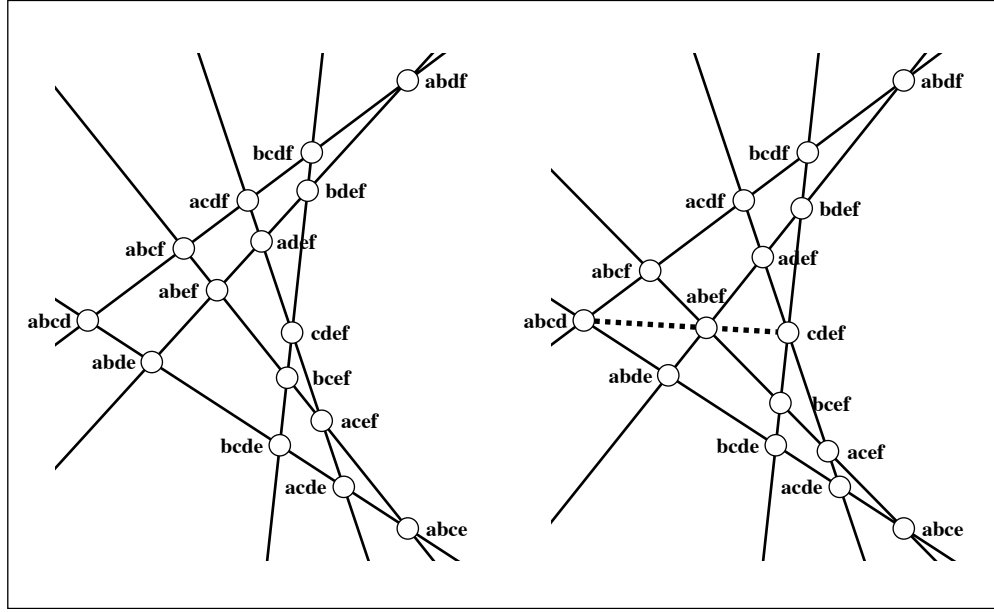 abdf
bcdf
bdef
acdf
adef
abcf
abef
abcd
cdef
abde
bcef
acef
bcde
acde
abce
abdf
bcdf
bdef
acdf
adef
abcf
abef
abcd
cdef
abde
bcef
bcde
acef
acde
abce